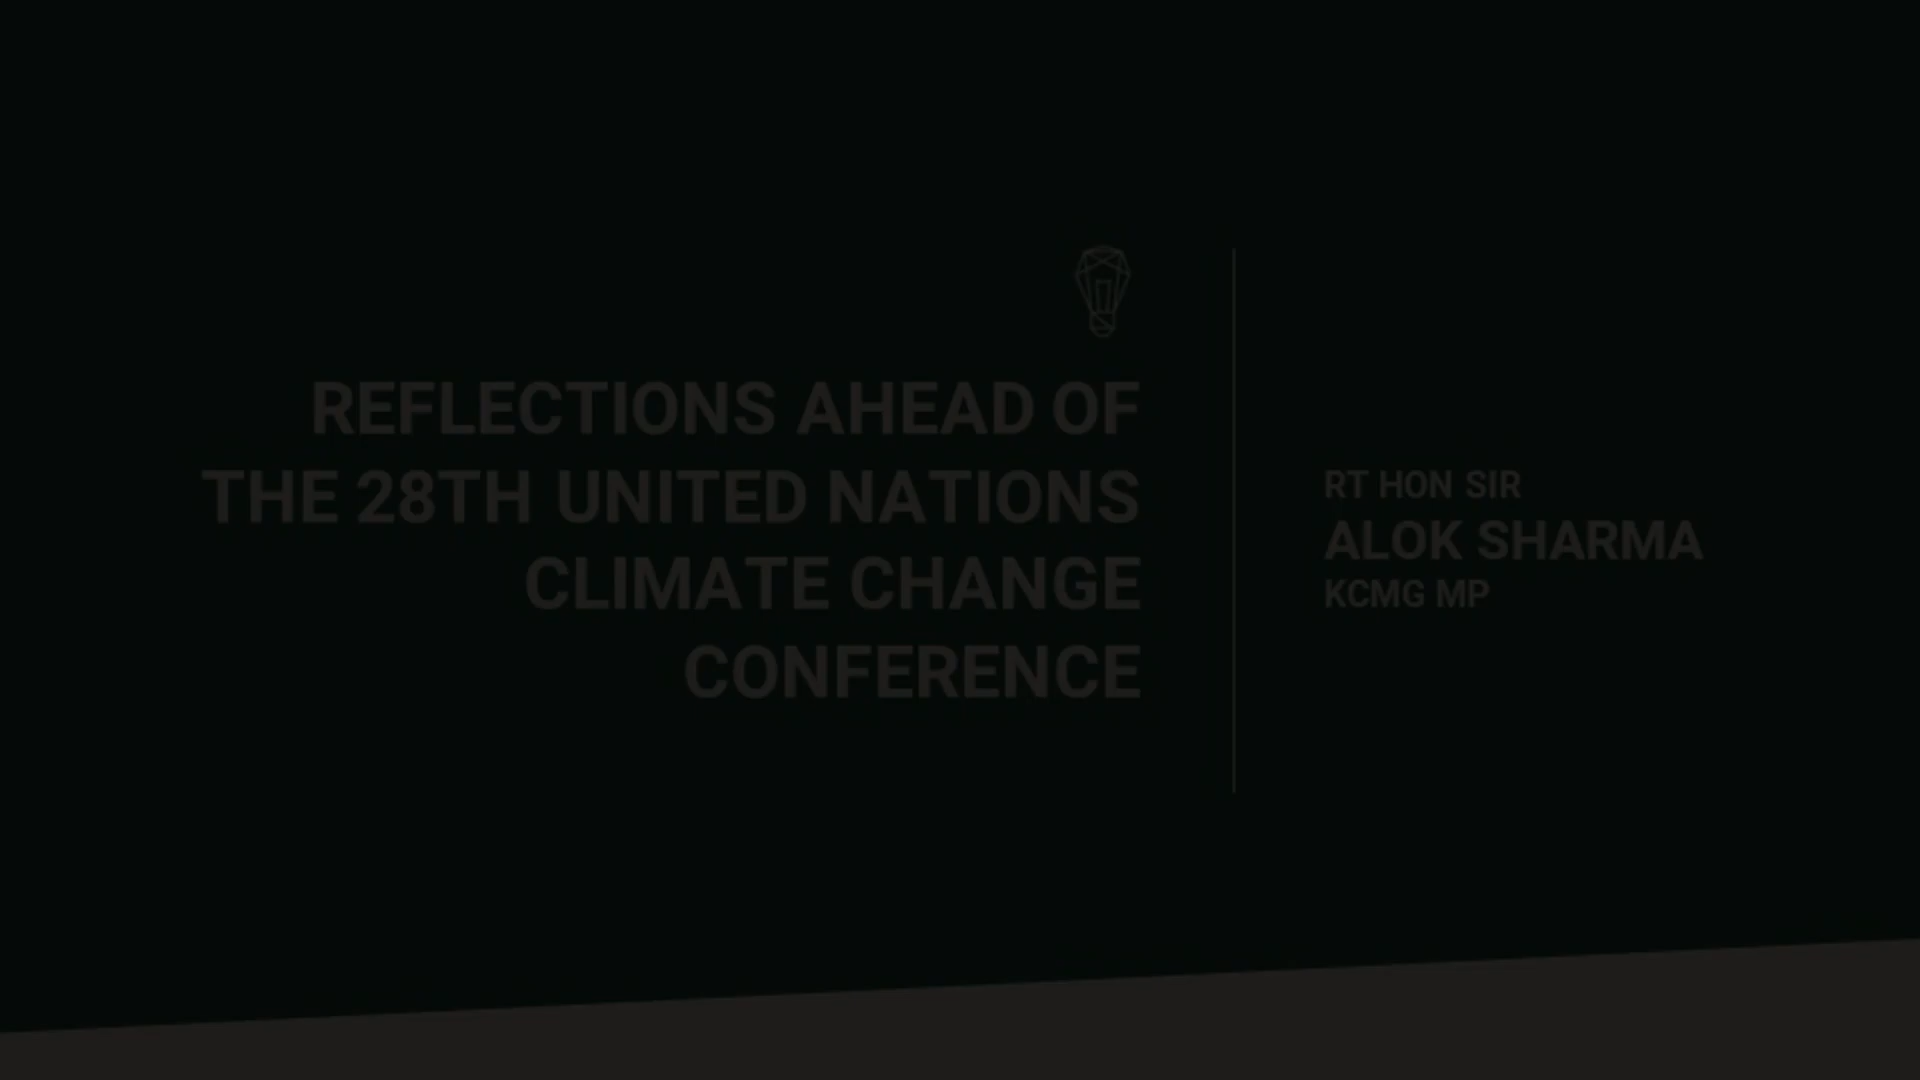 REFLECTIONS AHEAD OF
THE 28TH UNITED NATIONS
CLIMATE CHANGE
CONFERENCE
RT HON SIR
ALOK SHARMA
KCMG MP